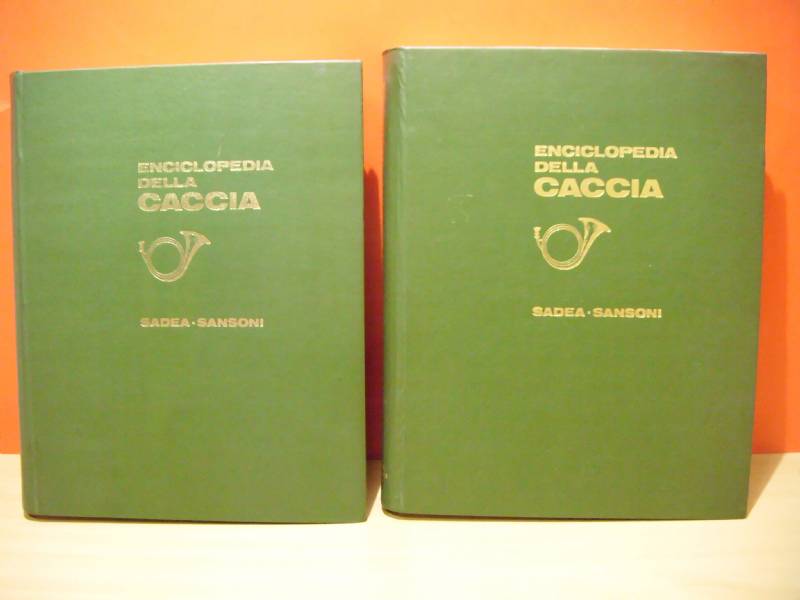 ENCICLOPEDIA
DELLA
CACCIA
SADEA·SANSONI
ENCICLOPEDIA
DELLA
CACCIA
SADEA·SANSONI